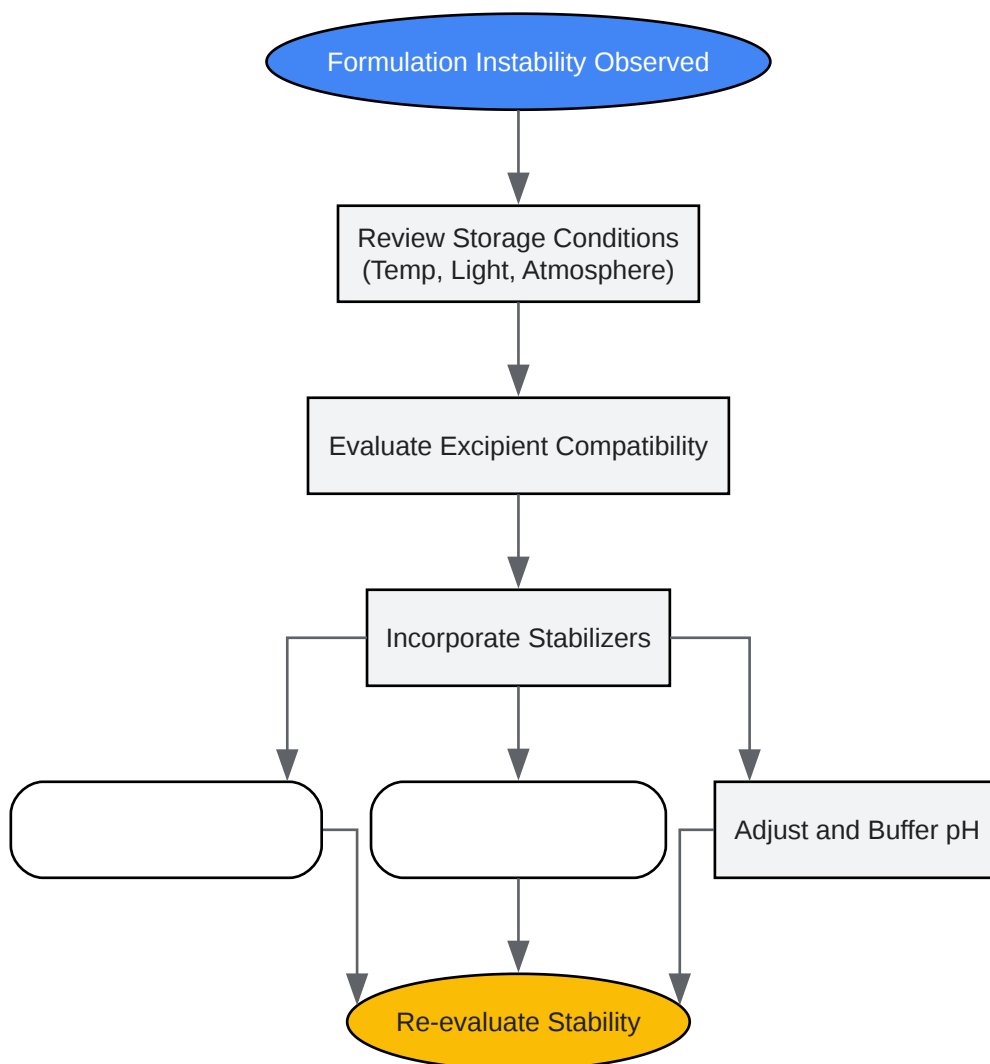 Formulation Instability Observed
Review Storage Conditions
(Temp, Light, Atmosphere)
Evaluate Excipient Compatibility
Incorporate Stabilizers
Adjust and Buffer pH
Re-evaluate Stability